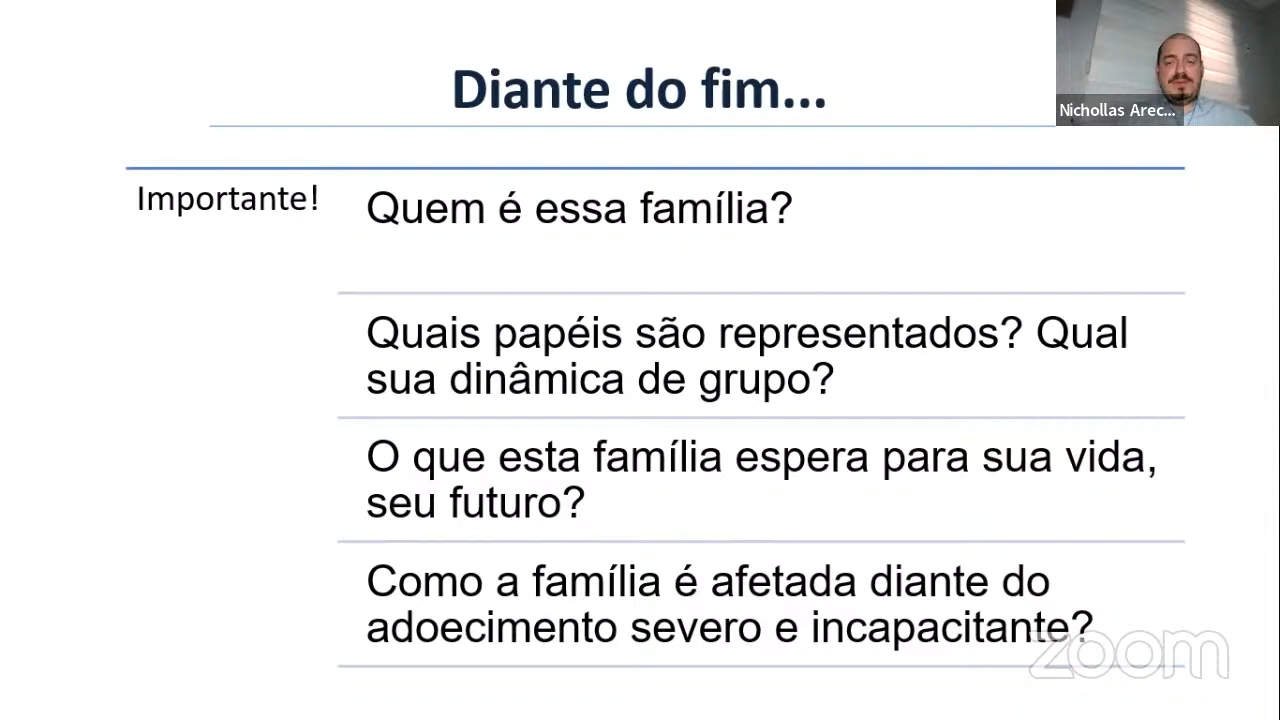 Diante do fim...
Nichollas Arec...
Importante!
Quem é essa família?
Quais papéis são representados? Qual
sua dinâmica de grupo?
O que esta família espera para sua vida,
seu futuro?
Como a família é afetada diante do
adoecimento severo e incapacitante?
zoom